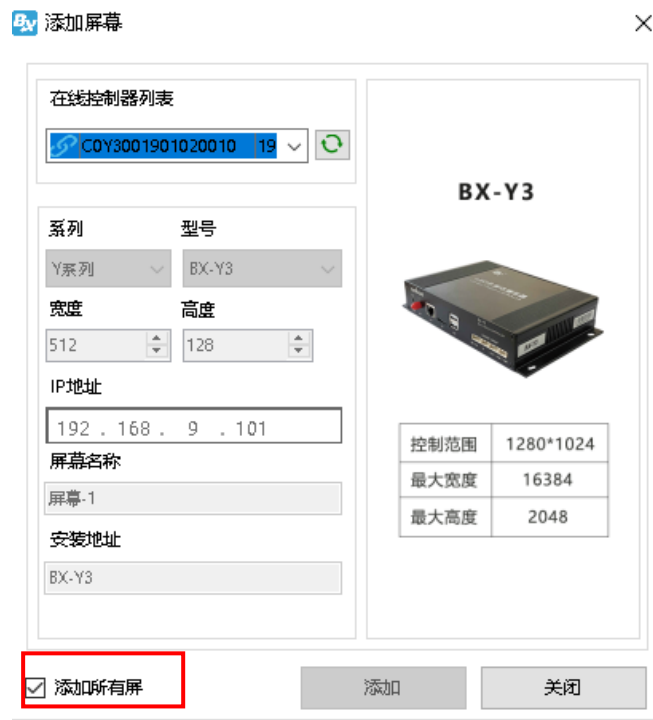 BX 添加屏幕
在线控制器列表
C0Y3001901020010 19
系列 型号
Y系列 BX-Y3
宽度 高度
512 128
IP地址
192 . 168 . 9 . 101
屏幕名称
屏幕-1
安装地址
BX-Y3
BX-Y3
控制范围 1280*1024
最大宽度 16384
最大高度 2048
添加所有屏 添加 关闭